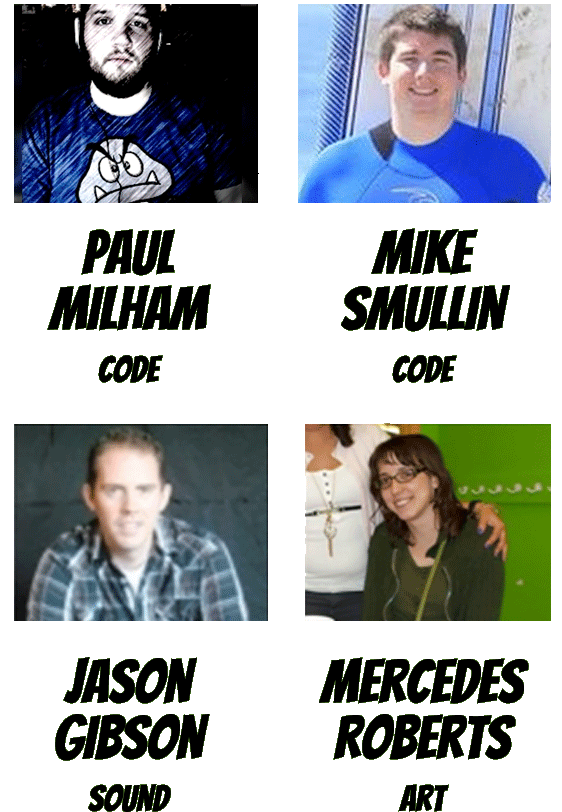 PAUL
MILHAM
CODE
MIKE
SMULLIN
CODE
JASON
GIBSON
SOUND
MERCEDES
ROBERTS
ART